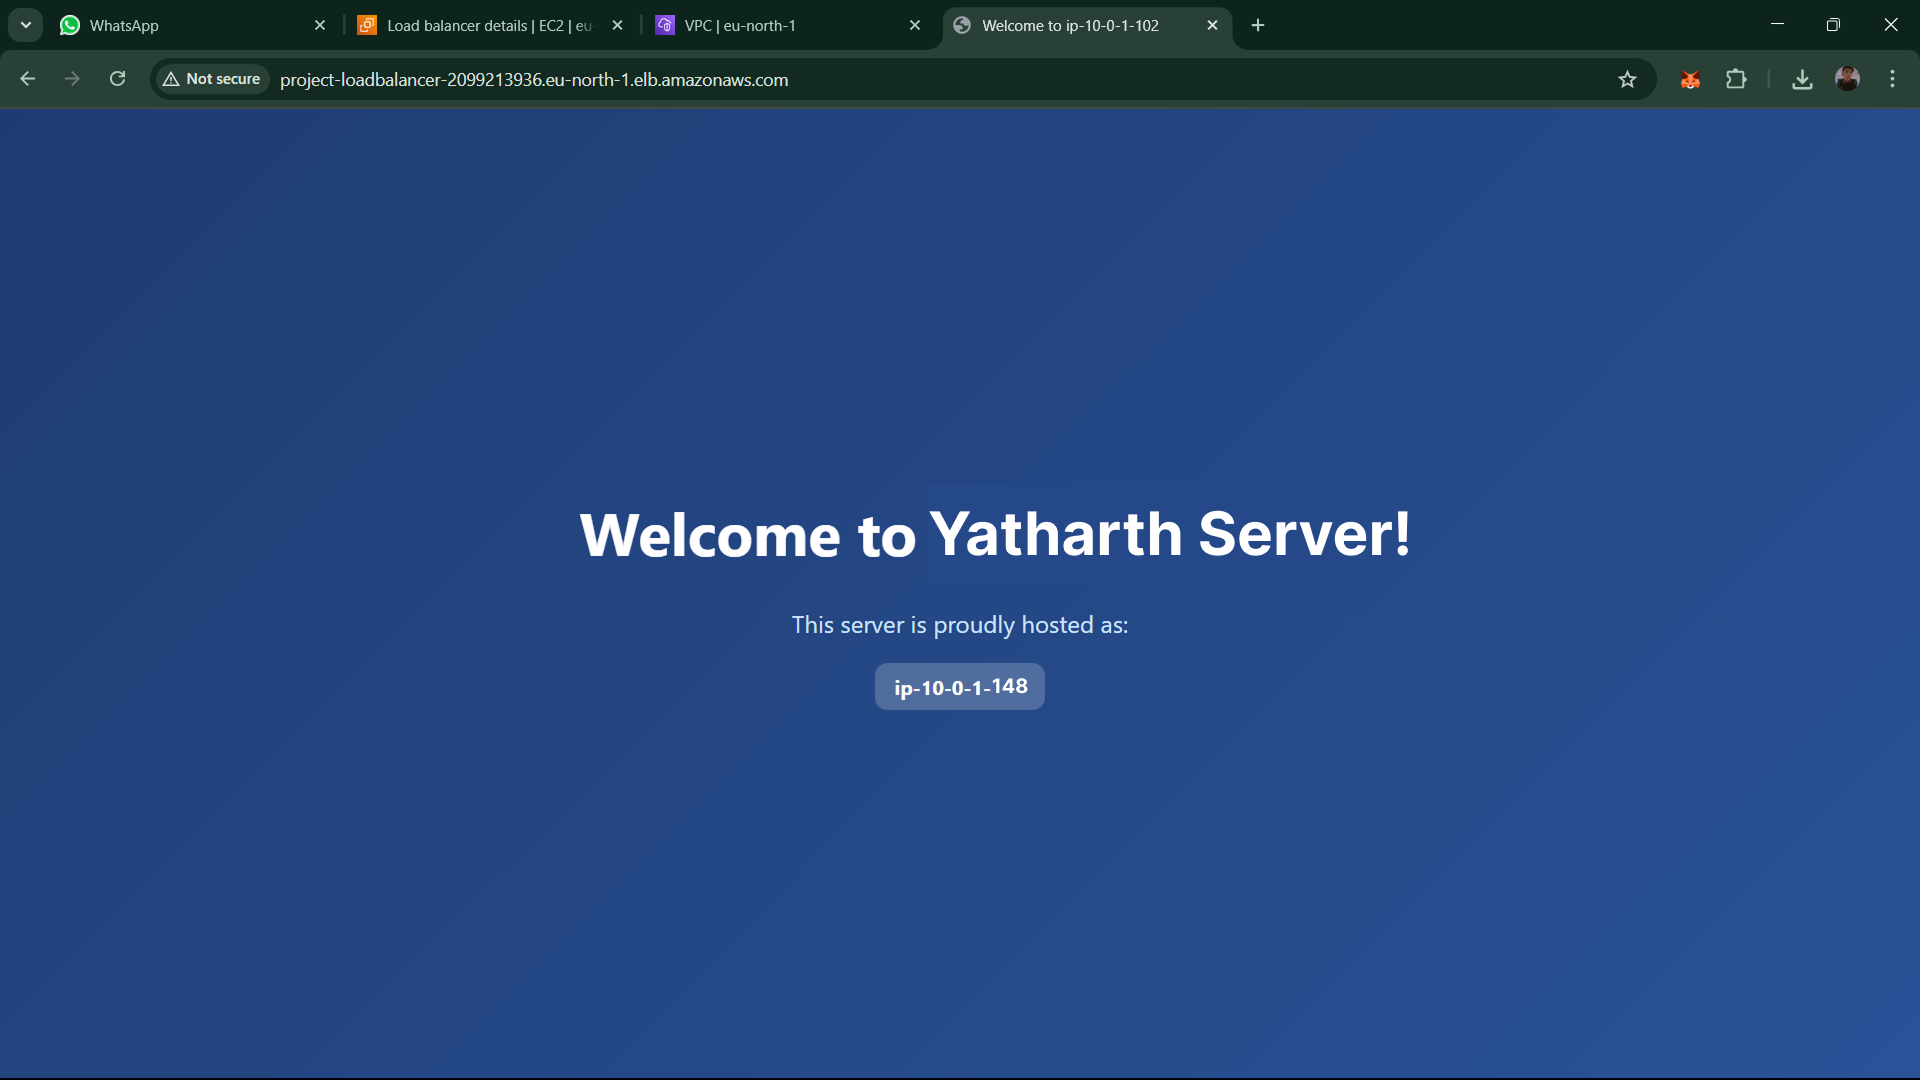 WhatsApp
Load balancer details | EC2 | eu-
VPC | eu-north-1
Welcome to ip-10-0-1-102
Not secure
project-loadbalancer-2099213936.eu-north-1.elb.amazonaws.com
Welcome to Yatharth Server!
This server is proudly hosted as:
ip-10-0-1-148